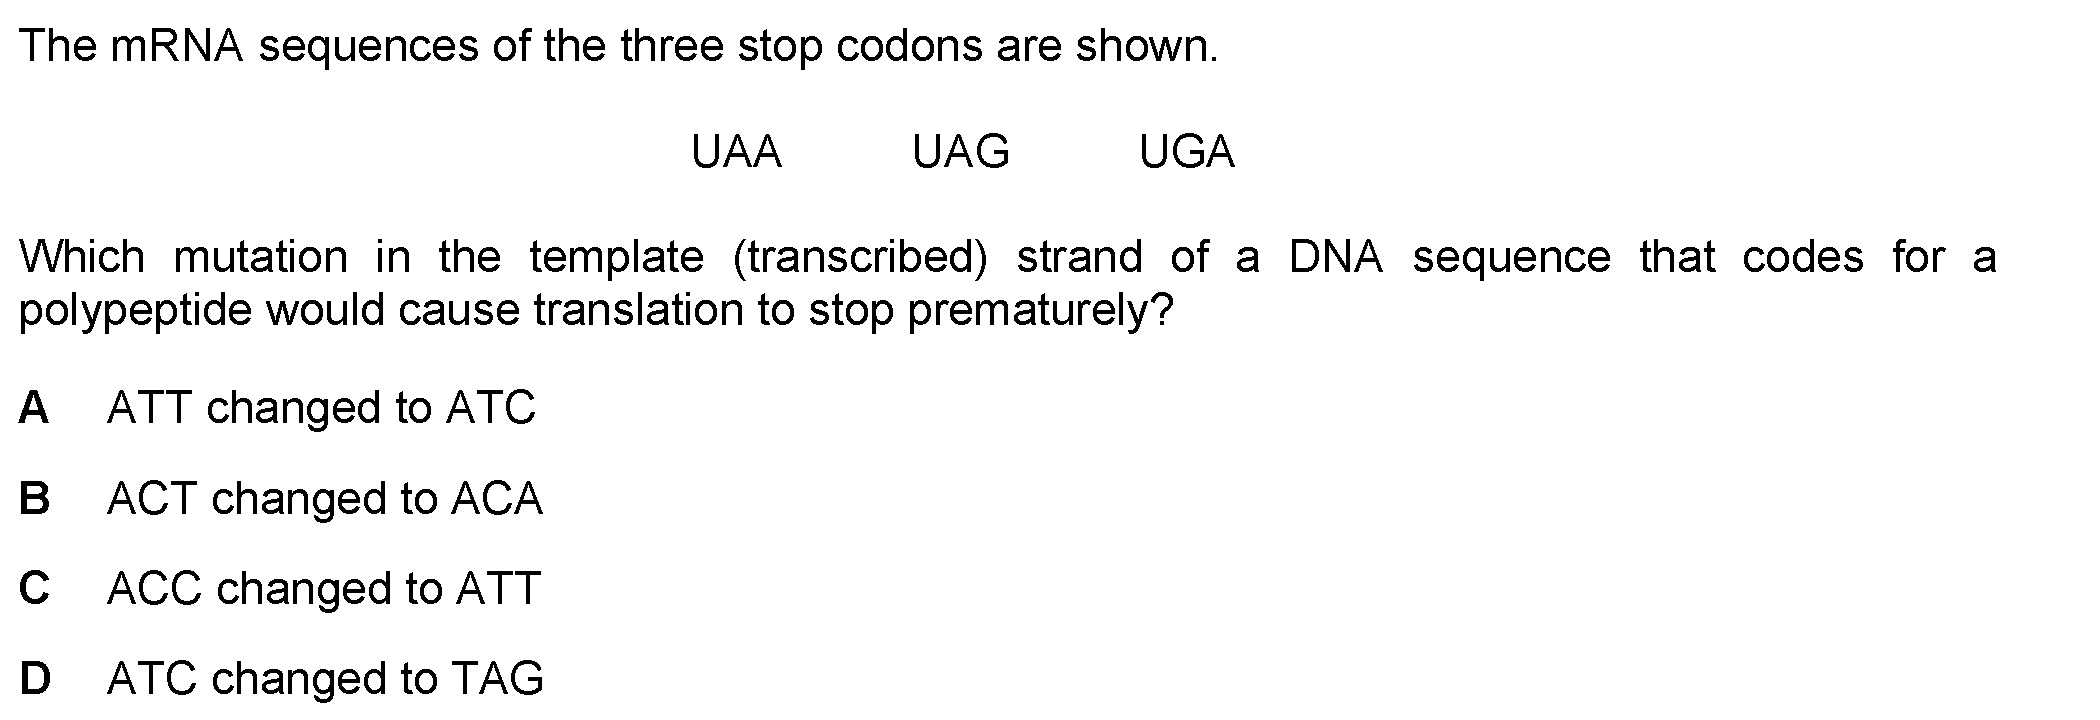 The mRNA sequences of the three stop codons are shown.
UAA UAG UGA
Which mutation in the template (transcribed) strand of a DNA sequence that codes for a
polypeptide would cause translation to stop prematurely?
A ATT changed to ATC
B ACT changed to ACA
C ACC changed to ATT
D ATC changed to TAG